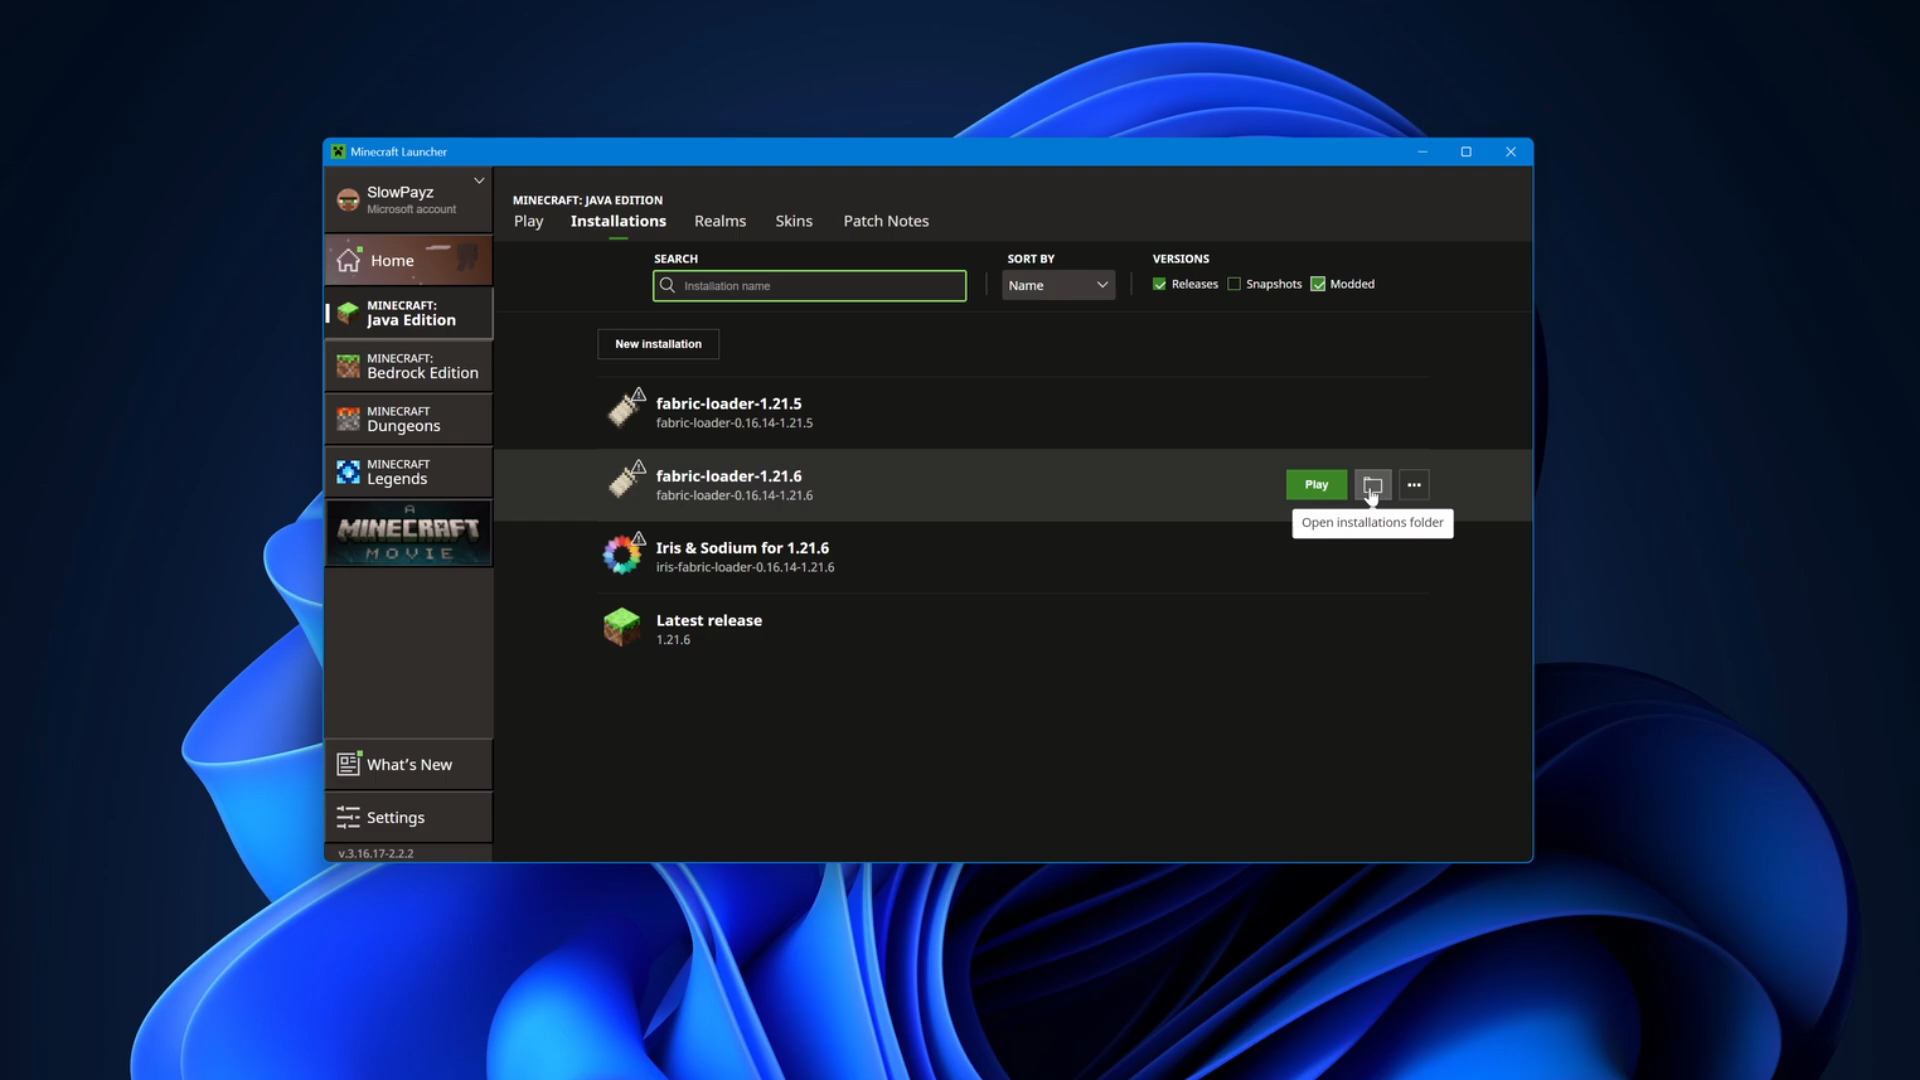 Minecraft Launcher
SlowPayz
Microsoft account
Home
MINECRAFT:
Java Edition
MINECRAFT:
Bedrock Edition
MINECRAFT
Dungeons
MINECRAFT
Legends
A
MINECRAFT
MOVIE
What's New
Settings
v.3.16.17-2.2.2
MINECRAFT: JAVA EDITION
Play Installations Realms Skins Patch Notes
SEARCH SORT BY VERSIONS
Installation name Name Releases Snapshots Modded
New installation
fabric-loader-1.21.5
fabric-loader-0.16.14-1.21.5
fabric-loader-1.21.6
fabric-loader-0.16.14-1.21.6
Play
Open installations folder
Iris & Sodium for 1.21.6
iris-fabric-loader-0.16.14-1.21.6
Latest release
1.21.6